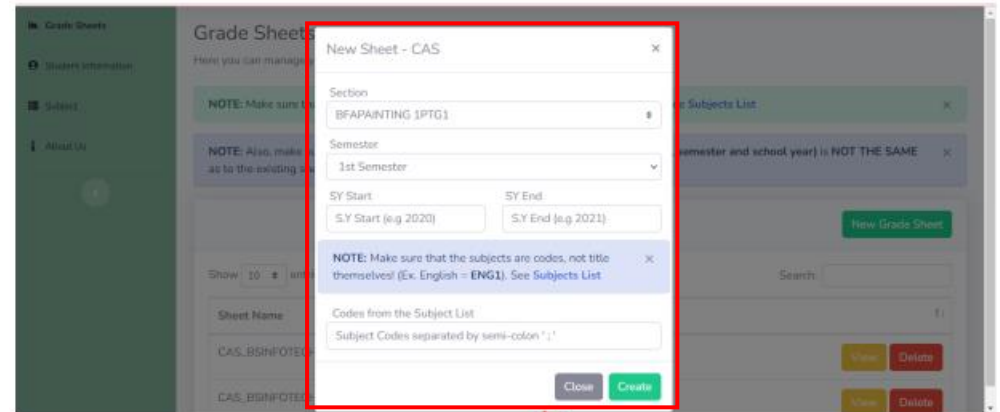 Grade Sheets
Student Information
Subject
About Us
Grade Sheets
Here you can manage
NOTE: Make sure
Subjects List
×
NOTE: Also, make
semester and school year) is NOT THE SAME
×
as to the existing
New Grade Sheet
Show 10
Search:
Sheet Name
CAS_BSINFOTECH
View
Delete
CAS_BSINFOTECH
View
Delete
New Sheet - CAS
×
Section
BFAPAINTING 1PTG1
Semester
1st Semester
SY Start
SY End
S.Y Start (e.g 2020)
S.Y End (e.g 2021)
NOTE: Make sure that the subjects are codes, not title
×
themselves! (Ex. English = ENG1). See Subjects List
Codes from the Subject List
Subject Codes separated by semi-colon ' ; '
Close
Create